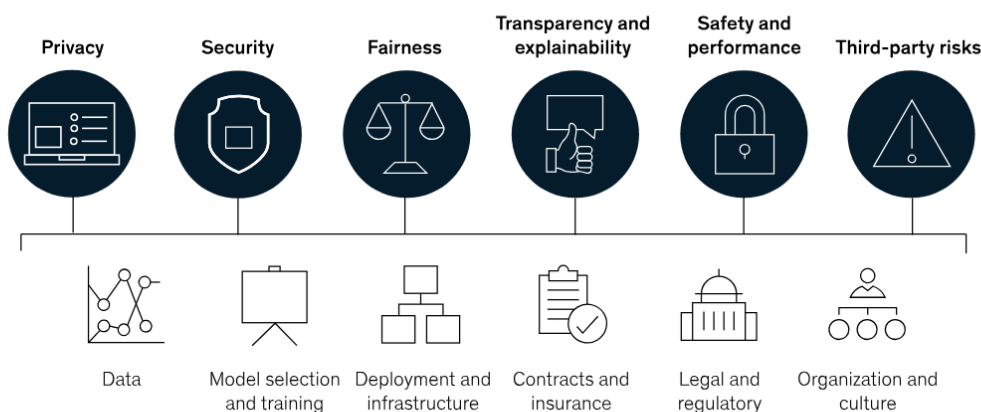 Privacy
Security
Fairness
Transparency and
explainability
Safety and
performance
Third-party risks
Data
Model selection
and training
Deployment and
infrastructure
Contracts and
insurance
Legal and
regulatory
Organization and
culture